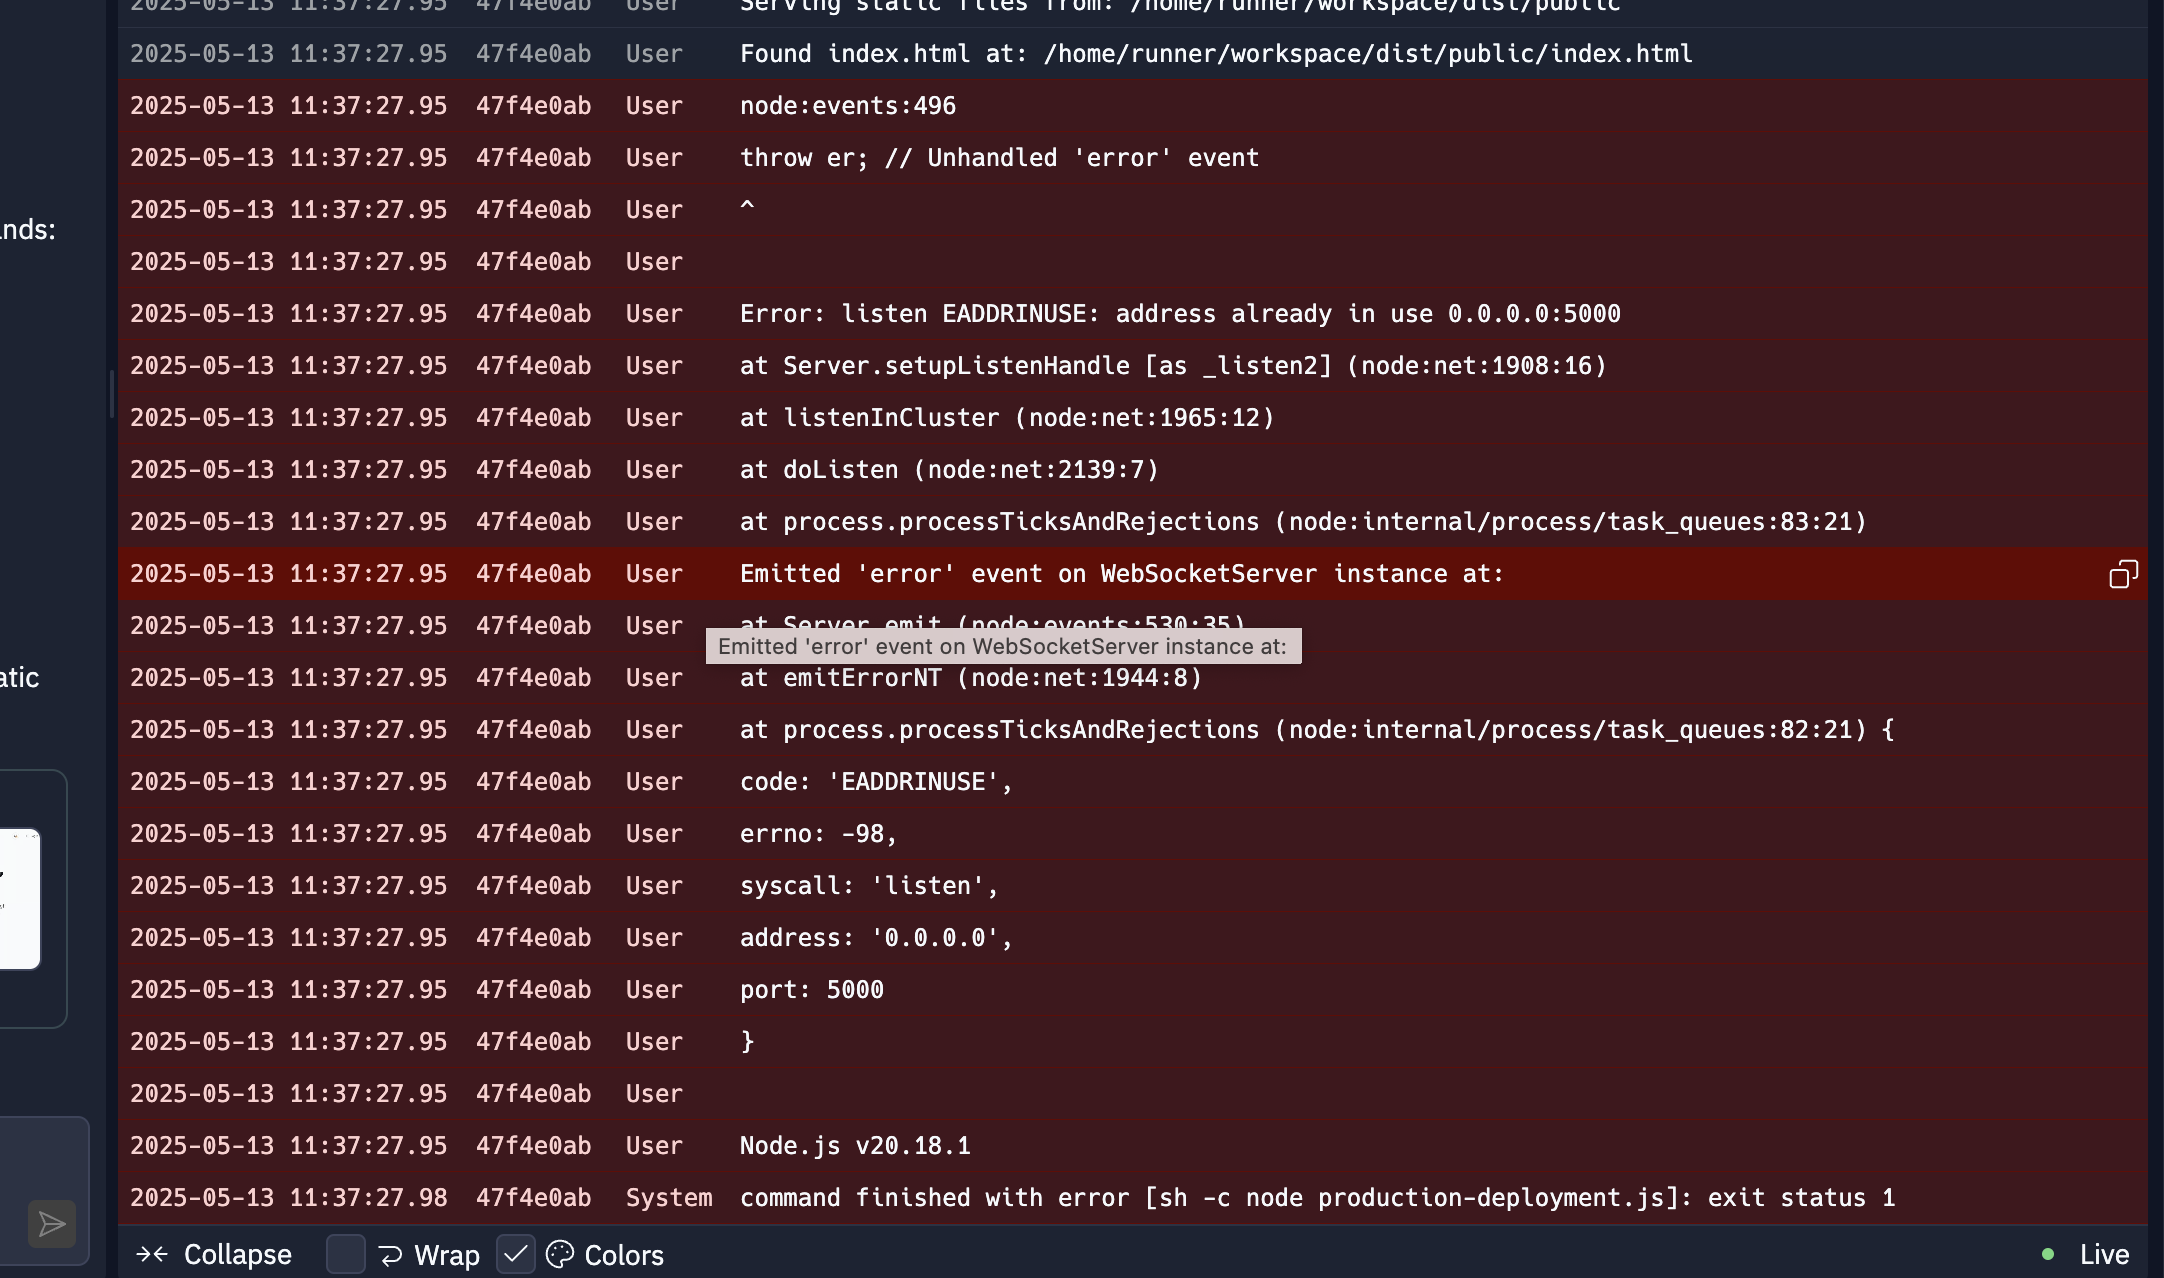 2025-05-13 11:37:27.95 47f4e0ab User Serving static files from: /home/runner/workspace/dist/public
2025-05-13 11:37:27.95 47f4e0ab User Found index.html at: /home/runner/workspace/dist/public/index.html
2025-05-13 11:37:27.95 47f4e0ab User node:events:496
2025-05-13 11:37:27.95 47f4e0ab User throw er; // Unhandled 'error' event
2025-05-13 11:37:27.95 47f4e0ab User ^
nds:
2025-05-13 11:37:27.95 47f4e0ab User
2025-05-13 11:37:27.95 47f4e0ab User Error: listen EADDRINUSE: address already in use 0.0.0.0:5000
2025-05-13 11:37:27.95 47f4e0ab User at Server.setupListenHandle [as _listen2] (node:net:1908:16)
2025-05-13 11:37:27.95 47f4e0ab User at listenInCluster (node:net:1965:12)
2025-05-13 11:37:27.95 47f4e0ab User at doListen (node:net:2139:7)
2025-05-13 11:37:27.95 47f4e0ab User at process.processTicksAndRejections (node:internal/process/task_queues:83:21)
2025-05-13 11:37:27.95 47f4e0ab User Emitted 'error' event on WebSocketServer instance at:
2025-05-13 11:37:27.95 47f4e0ab User at Server.emit (node:events:530:35)
Emitted 'error' event on WebSocketServer instance at:
atic
2025-05-13 11:37:27.95 47f4e0ab User at emitErrorNT (node:net:1944:8)
2025-05-13 11:37:27.95 47f4e0ab User at process.processTicksAndRejections (node:internal/process/task_queues:82:21) {
2025-05-13 11:37:27.95 47f4e0ab User code: 'EADDRINUSE',
2025-05-13 11:37:27.95 47f4e0ab User errno: -98,
2025-05-13 11:37:27.95 47f4e0ab User syscall: 'listen',
2025-05-13 11:37:27.95 47f4e0ab User address: '0.0.0.0',
2025-05-13 11:37:27.95 47f4e0ab User port: 5000
2025-05-13 11:37:27.95 47f4e0ab User }
2025-05-13 11:37:27.95 47f4e0ab User
2025-05-13 11:37:27.95 47f4e0ab User Node.js v20.18.1
2025-05-13 11:37:27.98 47f4e0ab System command finished with error [sh -c node production-deployment.js]: exit status 1
Collapse Wrap Colors Live